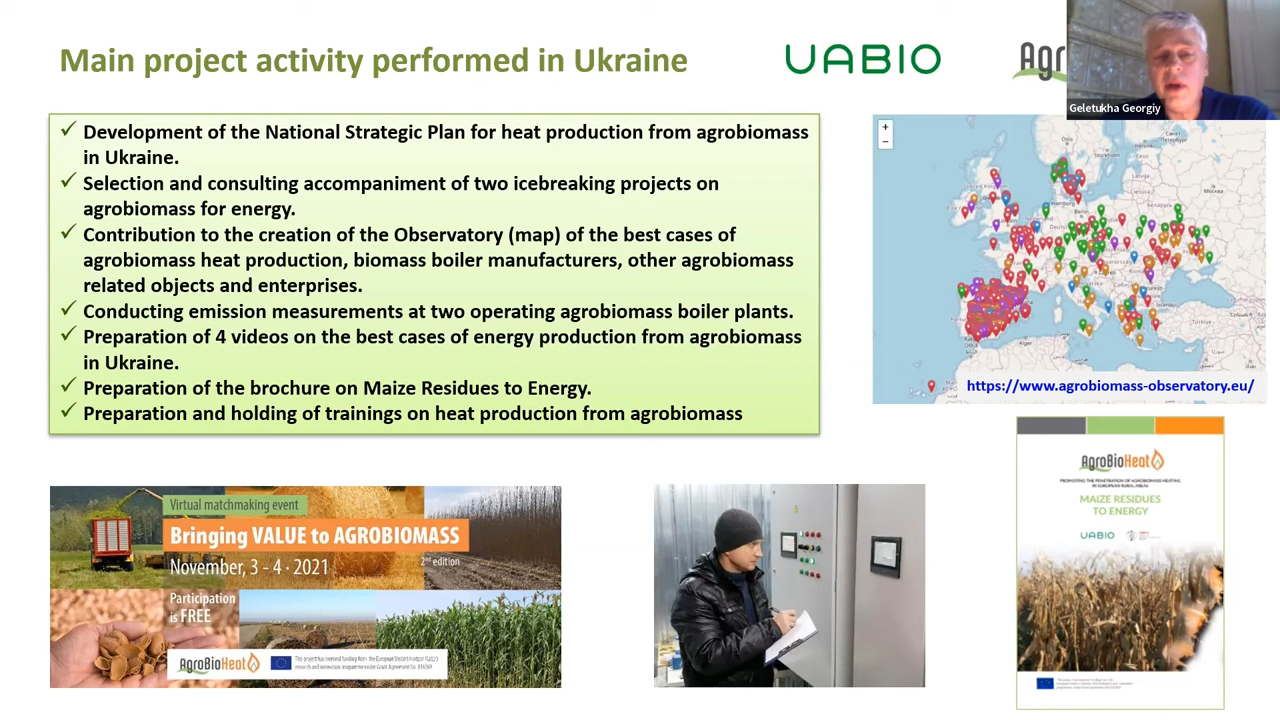 Main project activity performed in Ukraine
UABIO
Agr
Geletukha Georgiy
✓ Development of the National Strategic Plan for heat production from agrobiomass
in Ukraine.
✓ Selection and consulting accompaniment of two icebreaking projects on
agrobiomass for energy.
✓ Contribution to the creation of the Observatory (map) of the best cases of
agrobiomass heat production, biomass boiler manufacturers, other agrobiomass
related objects and enterprises.
✓ Conducting emission measurements at two operating agrobiomass boiler plants.
✓ Preparation of 4 videos on the best cases of energy production from agrobiomass
in Ukraine.
✓ Preparation of the brochure on Maize Residues to Energy.
✓ Preparation and holding of trainings on heat production from agrobiomass
+
−
https://www.agrobiomass-observatory.eu/
Virtual matchmaking event
Bringing VALUE to AGROBIOMASS
November, 3 - 4 · 2021
2nd edition
Participation
is FREE
AgroBioHeat
AgroBioHeat
PROMOTING THE PENETRATION OF AGROBIOMASS HEATING
IN EUROPEAN RURAL AREAS
MAIZE RESIDUES
TO ENERGY
UABIO